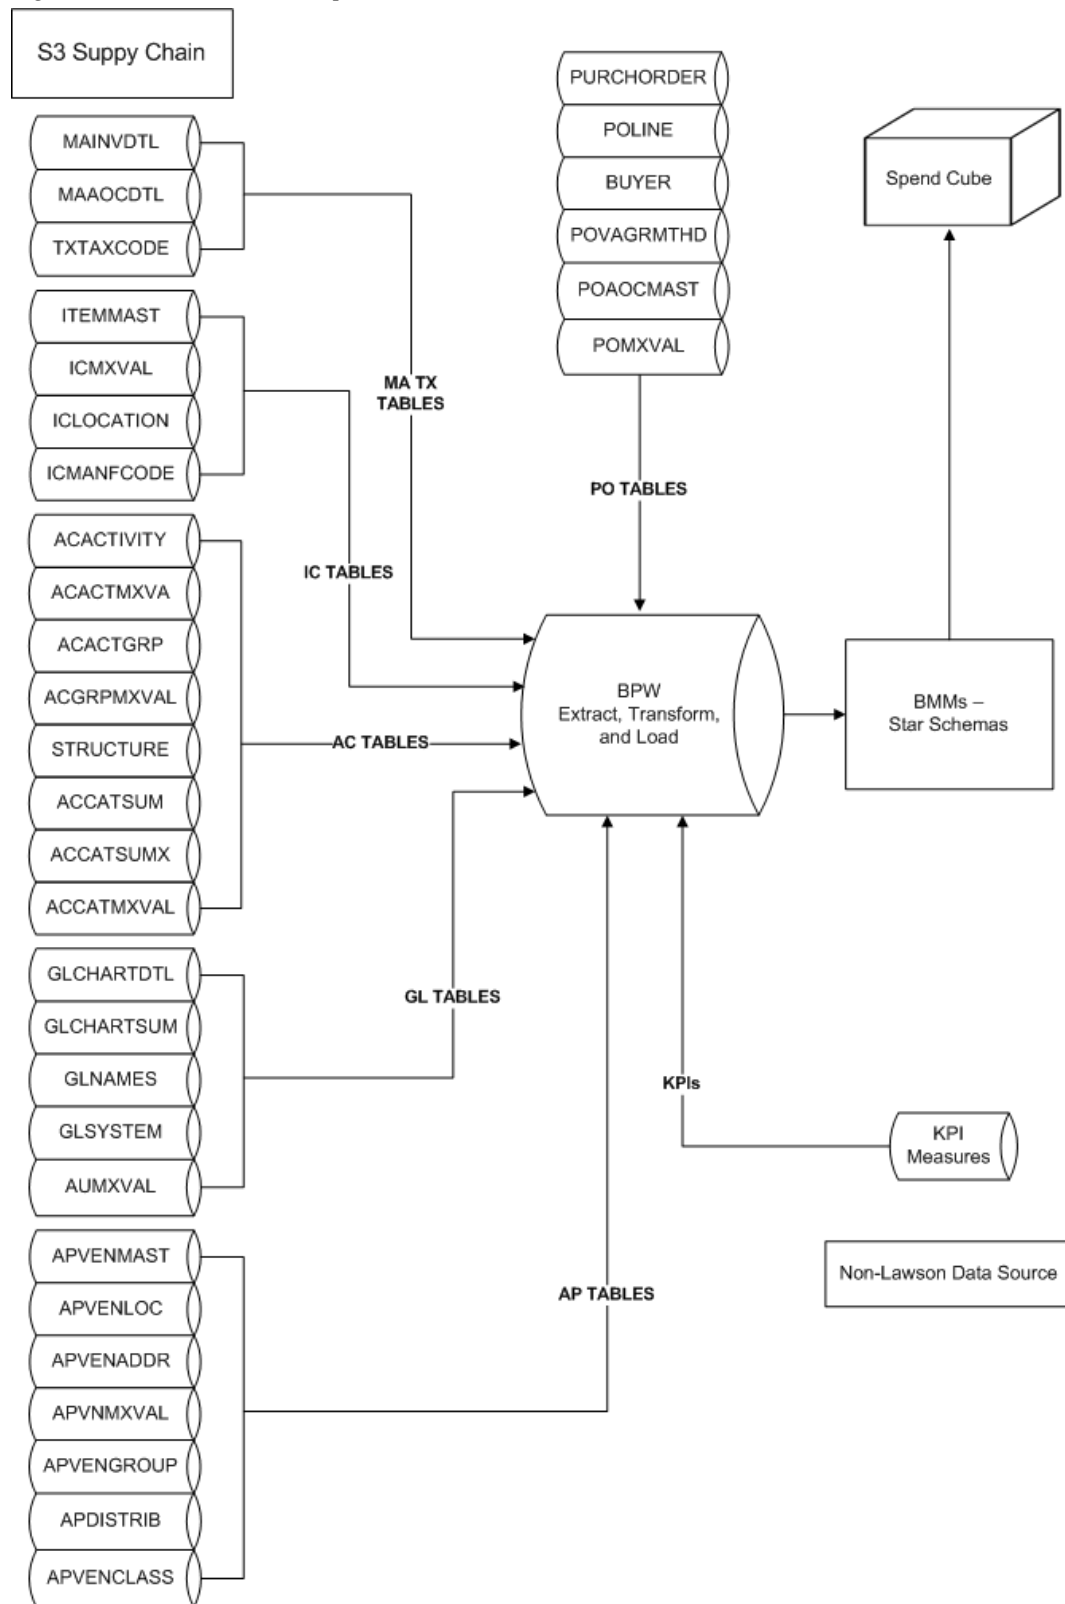 S3 Suppy Chain
MAINVDTL
MAAOCDTL
TXTAXCODE
ITEMMAST
ICMXVAL
ICLOCATION
ICMANFCODE
ACACTIVITY
ACACTMXVA
ACACTGRP
ACGRPMXVAL
STRUCTURE
ACCATSUM
ACCATSUMX
ACCATMXVAL
GLCHARTDTL
GLCHARTSUM
GLNAMES
GLSYSTEM
AUMXVAL
APVENMAST
APVENLOC
APVENADDR
APVNMXVAL
APVENGROUP
APDISTRIB
APVENCLASS
MA TX
TABLES
IC TABLES
AC TABLES
GL TABLES
AP TABLES
PURCHORDER
POLINE
BUYER
POVAGRMTHD
POAOCMAST
POMXVAL
PO TABLES
BPW
Extract, Transform,
and Load
KPIs
KPI
Measures
BMMs –
Star Schemas
Spend Cube
Non-Lawson Data Source